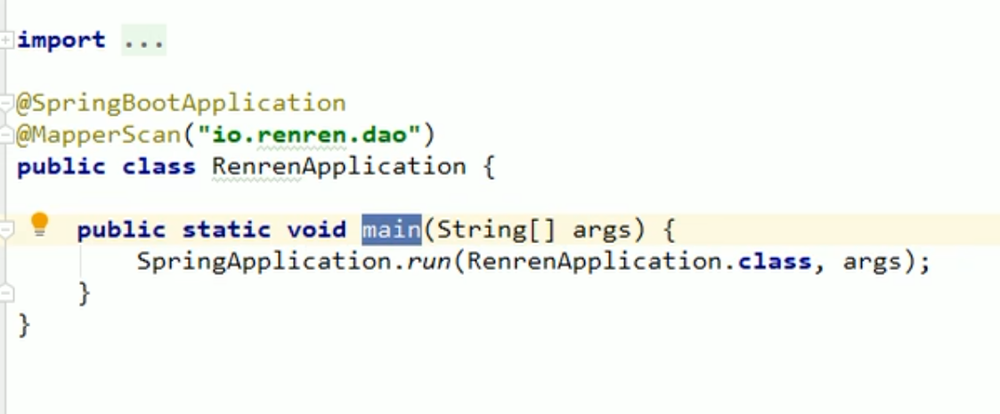 import ...
@SpringBootApplication
@MapperScan("io.renren.dao")
public class RenrenApplication {
public static void main(String[] args) {
SpringApplication.run(RenrenApplication.class, args);
}
}